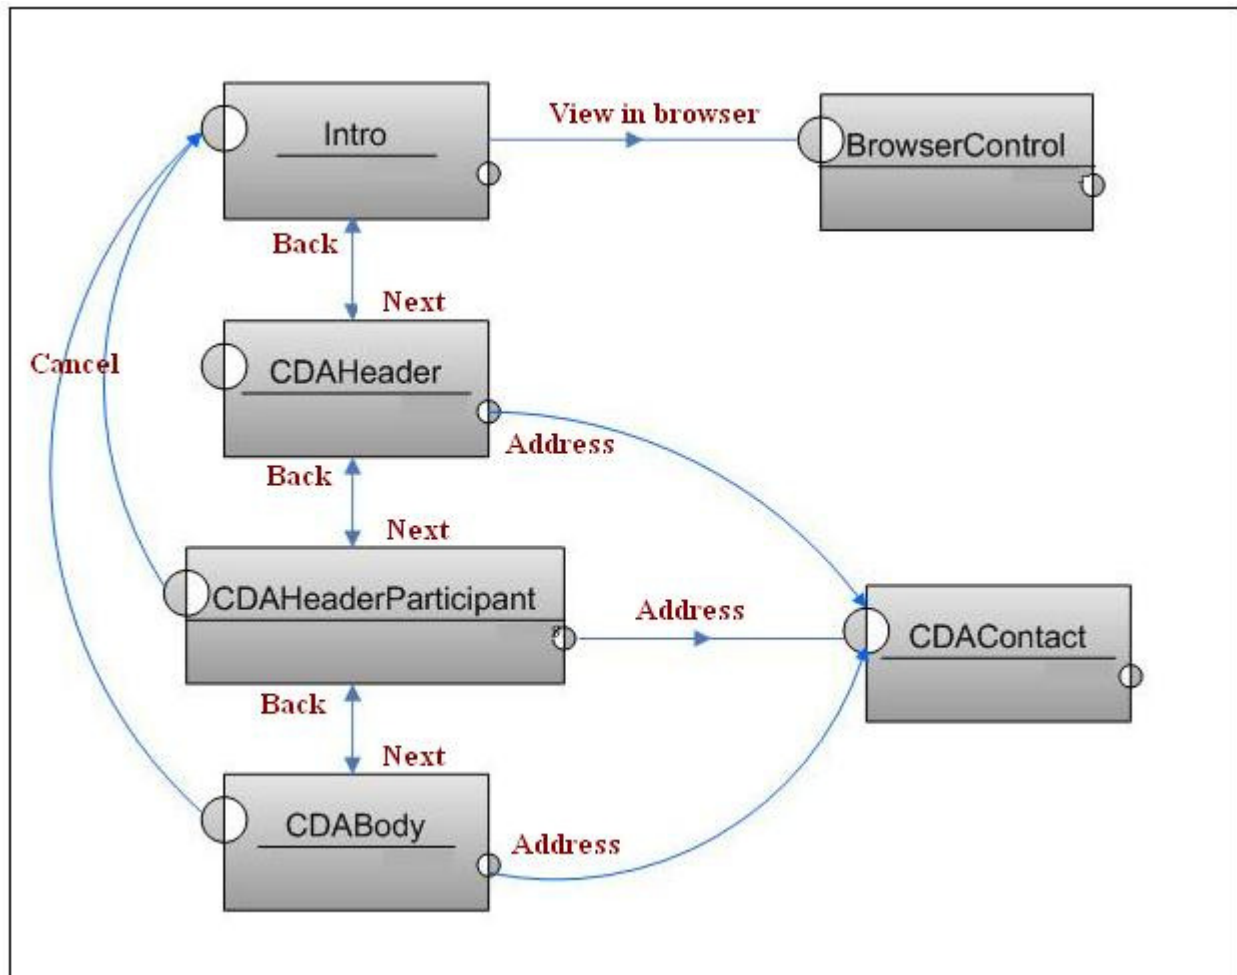 View in browser
Intro
BrowserControl
Back
Next
Cancel
CDAHeader
Address
Back
Next
CDAHeaderParticipant
Address
CDAContact
Back
Next
CDABody
Address